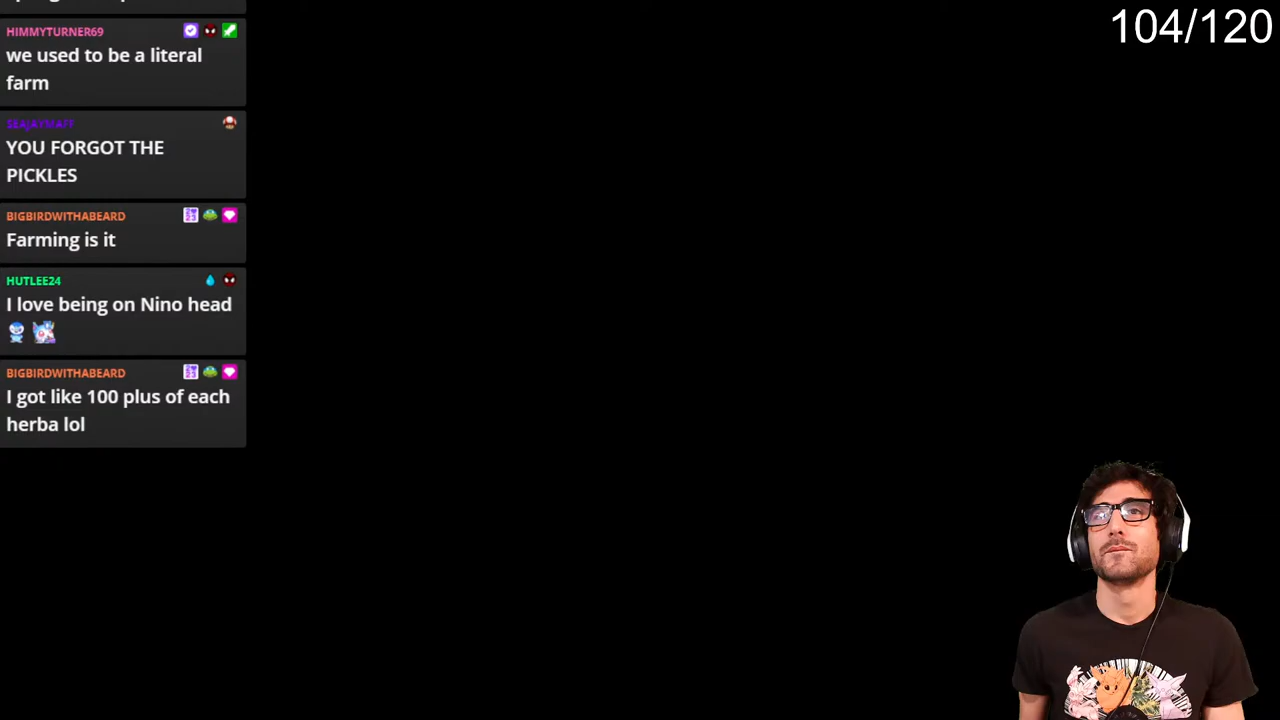 104/120
HIMMYTURNER69
we used to be a literal
farm
SEAJAYMAFF
YOU FORGOT THE
PICKLES
BIGBIRDWITHABEARD
Farming is it
HUTLEE24
I love being on Nino head
BIGBIRDWITHABEARD
I got like 100 plus of each
herba lol